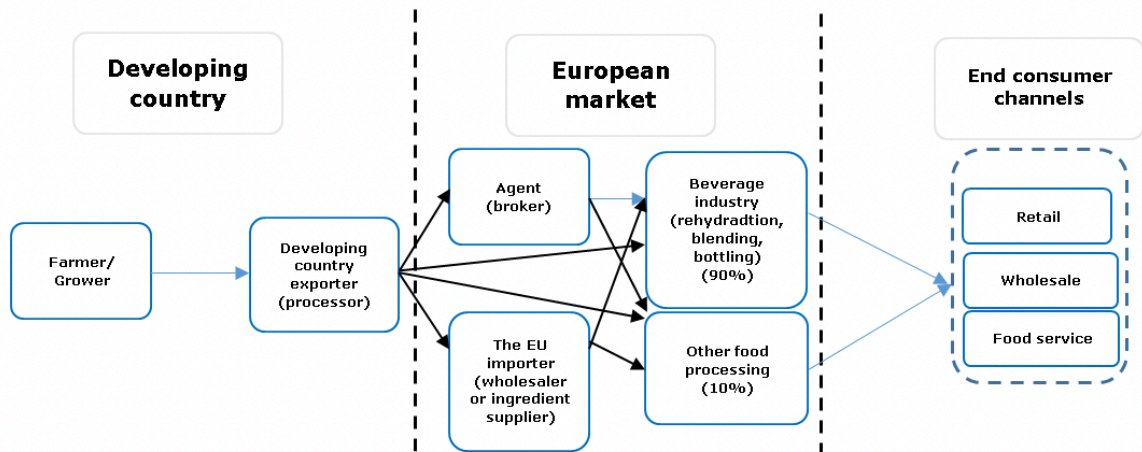 Developing
country
European
market
End consumer
channels
Farmer/
Grower
Developing
country
exporter
(processor)
Agent
(broker)
The EU
importer
(wholesaler
or ingredient
supplier)
Beverage
industry
(rehydradtion,
blending,
bottling)
(90%)
Other food
processing
(10%)
Retail
Wholesale
Food service